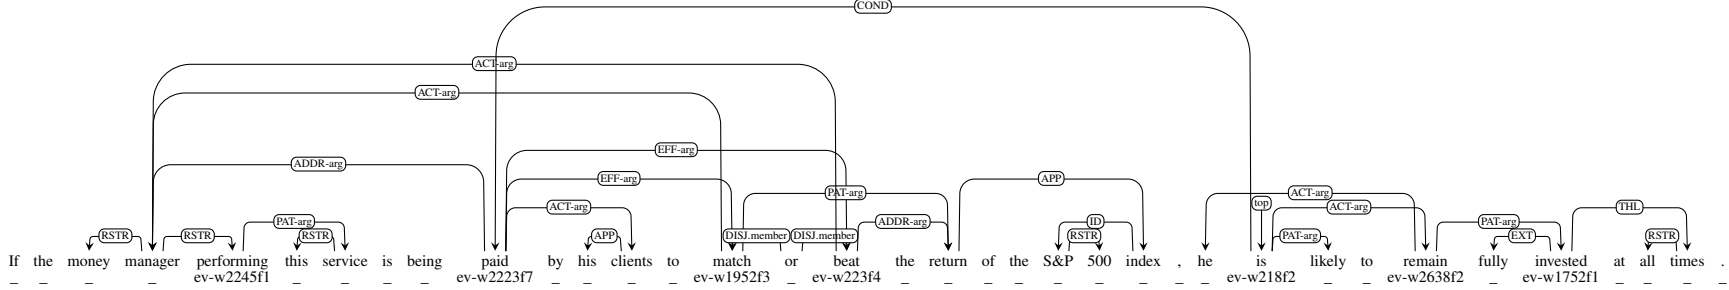 COND
ACT-arg
ACT-arg
EFF-arg
ADDR-arg
EFF-arg APP
PAT-arg ACT-arg
top
ACT-arg ACT-arg THL
PAT-arg ADDR-arg ID PAT-arg
RSTR RSTR RSTR APP DISJ.member DISJ.member RSTR PAT-arg EXT RSTR
If the money manager performing this service is being paid by his clients to match or beat the return of the S&P 500 index , he is likely to remain fully invested at all times .
_ _ _ _ ev-w2245f1 _ _ _ _ ev-w2223f7 _ _ _ _ ev-w1952f3 _ ev-w223f4 _ _ _ _ _ _ _ _ _ ev-w218f2 _ _ ev-w2638f2 _ ev-w1752f1 _ _ _ _